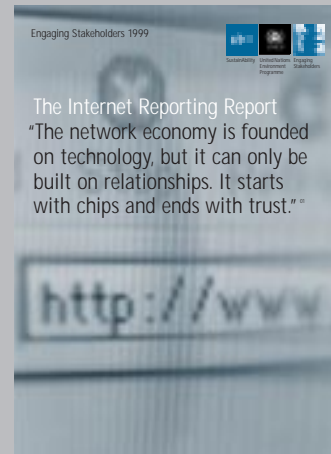 Engaging Stakeholders 1999
SustainAbility United Nations Environment Programme Engaging Stakeholders
The Internet Reporting Report
“The network economy is founded
on technology, but it can only be
built on relationships. It starts
with chips and ends with trust.”
http://www